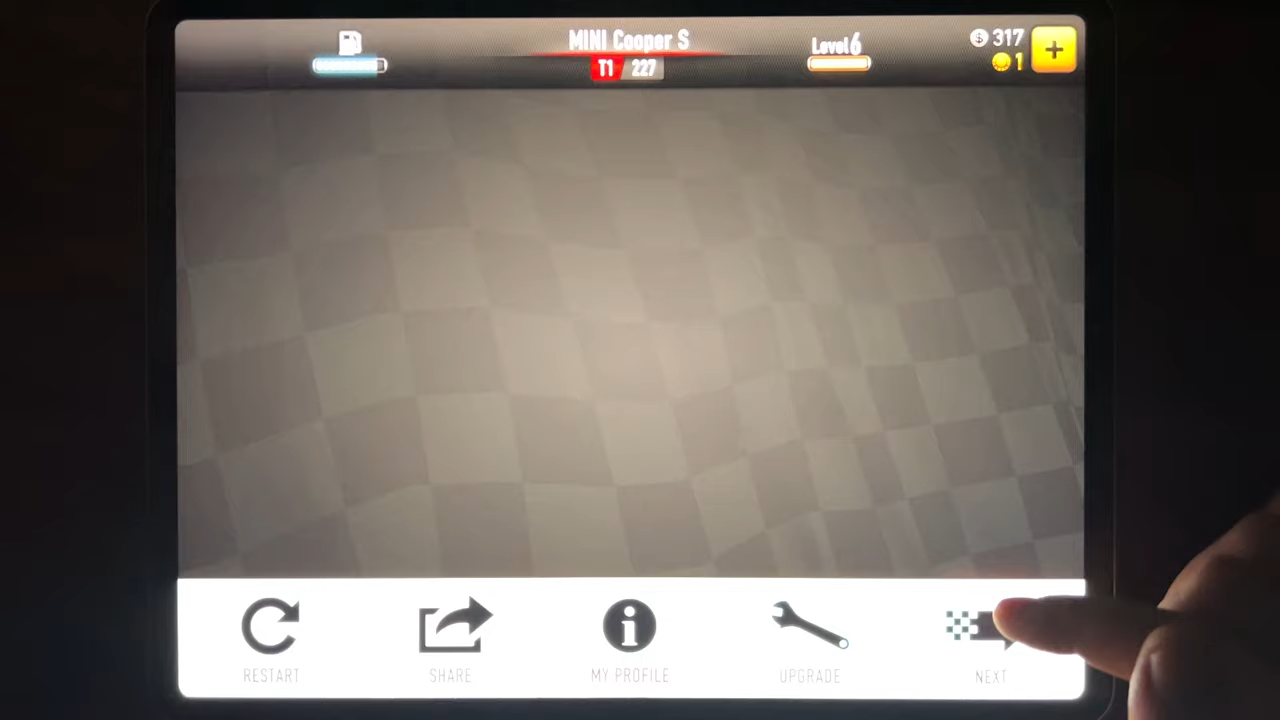 MINI Cooper S
T1 227
Level 6
317
1
+
RESTART
SHARE
MY PROFILE
UPGRADE
NEXT